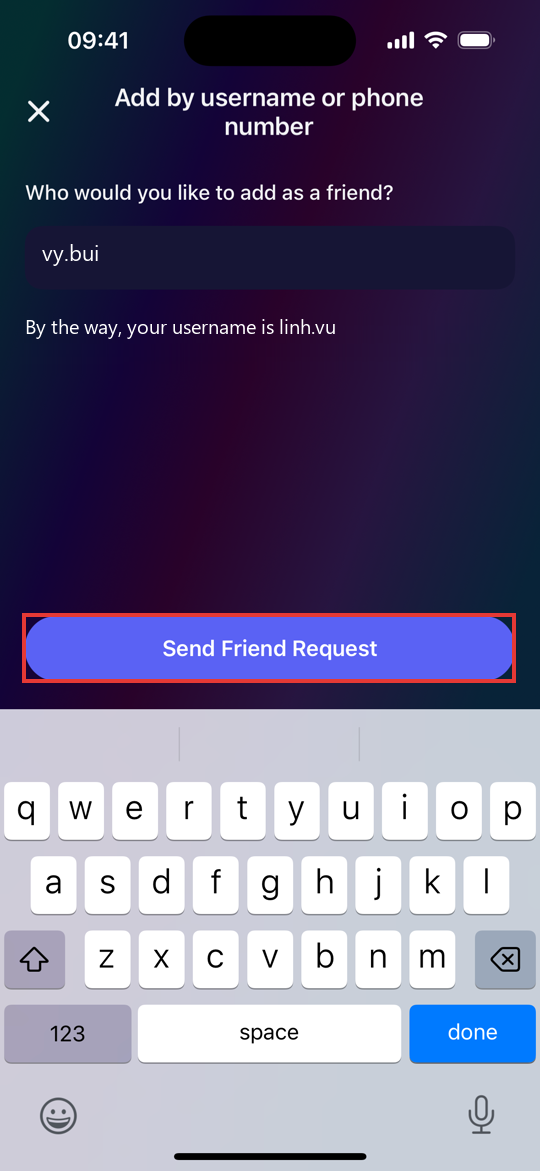 09:41
Add by username or phone
number
Who would you like to add as a friend?
vy.bui
By the way, your username is linh.vu
Send Friend Request
q w e r t y u i o p
a s d f g h j k l
z x c v b n m
123 space done